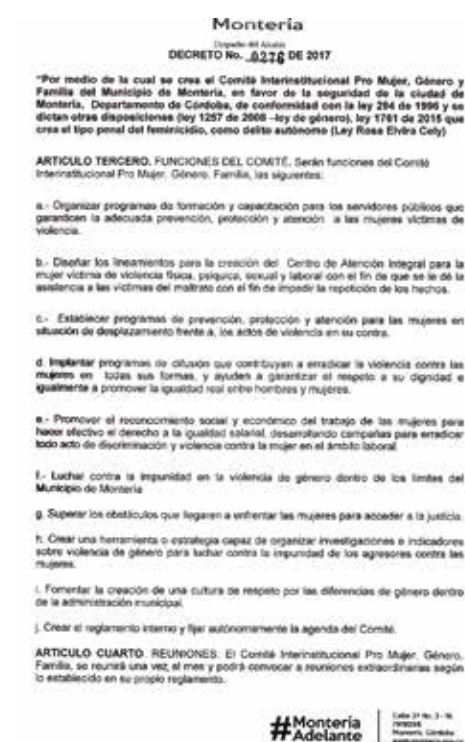 Montería
Despacho del Alcalde
DECRETO No. 0276 DE 2017
"Por medio de la cual se crea el Comité Interinstitucional Pro Mujer, Género y
Familia del Municipio de Montería, en favor de la seguridad de la ciudad de
Montería, Departamento de Córdoba, de conformidad con la ley 294 de 1996 y se
dictan otras disposiciones (ley 1257 de 2008 –ley de género), ley 1761 de 2015 que
crea el tipo penal del feminicidio, como delito autónomo (Ley Rosa Elvira Cely)
ARTICULO TERCERO. FUNCIONES DEL COMITÉ. Serán funciones del Comité
Interinstitucional Pro Mujer, Género, Familia, las siguientes:
a.- Organizar programas de formación y capacitación para los servidores públicos que
garanticen la adecuada prevención, protección y atención a las mujeres víctimas de
violencia.
b.- Diseñar los lineamientos para la creación del Centro de Atención Integral para la
mujer víctima de violencia física, psíquica, sexual y laboral con el fin de que se le dé la
asistencia a las víctimas del maltrato con el fin de impedir la repetición de los hechos.
c.- Establecer programas de prevención, protección y atención para las mujeres en
situación de desplazamiento frente a, los actos de violencia en su contra.
d. Implantar programas de difusión que contribuyan a erradicar la violencia contra las
mujeres en todas sus formas, y ayuden a garantizar el respeto a su dignidad e
igualmente a promover la igualdad real entre hombres y mujeres.
e.- Promover el reconocimiento social y económico del trabajo de las mujeres para
hacer efectivo el derecho a la igualdad salarial, desarrollando campañas para erradicar
todo acto de discriminación y violencia contra la mujer en el ámbito laboral.
f.- Luchar contra la impunidad en la violencia de género dentro de los límites del
Municipio de Montería
g. Superar los obstáculos que llegaren a enfrentar las mujeres para acceder a la justicia.
h. Crear una herramienta o estrategia capaz de organizar investigaciones e indicadores
sobre violencia de género para luchar contra la impunidad de los agresores contra las
mujeres.
i. Fomentar la creación de una cultura de respeto por las diferencias de género dentro
de la administración municipal.
j. Crear el reglamento interno y fijar autónomamente la agenda del Comité.
ARTICULO CUARTO. REUNIONES. El Comité Interinstitucional Pro Mujer, Género,
Familia, se reunirá una vez al mes y podrá convocar a reuniones extraordinarias según
lo establecido en su propio reglamento.
#Montería
Adelante
Montería, Córdoba